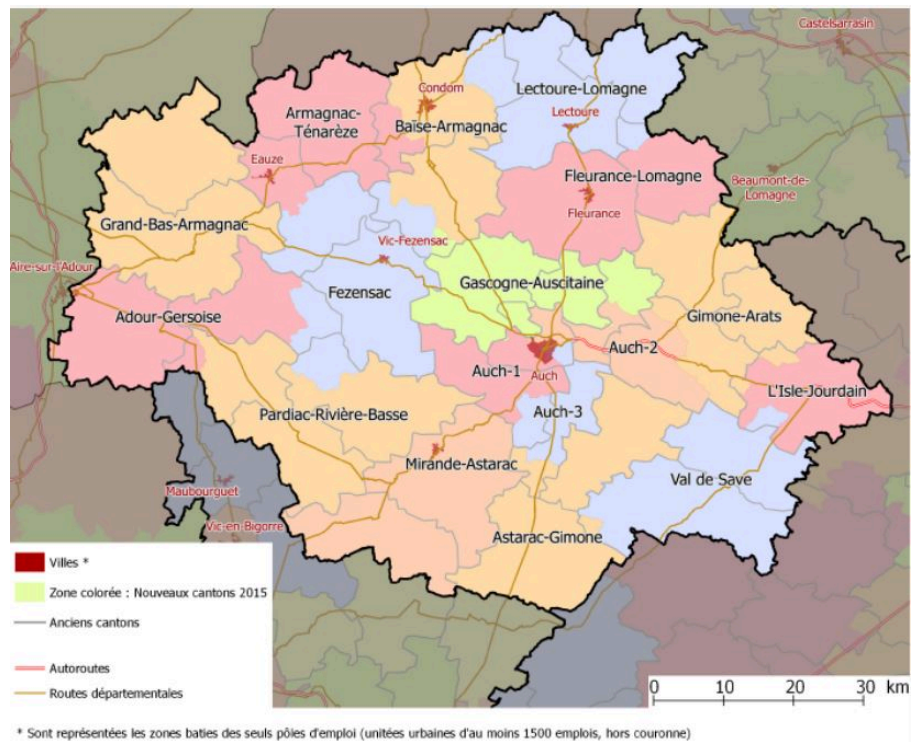 Castelsarrasin
Condom
Lectoure-Lomagne
Armagnac-
Ténarèze
Lectoure
Baïse-Armagnac
Eauze
Fleurance-Lomagne
Beaumont-de-
Lomagne
Fleurance
Grand-Bas-Armagnac
Vic-Fezensac
Aire-sur-l'Adour
Gascogne-Auscitaine
Fezensac
Adour-Gersoise
Gimone-Arats
Auch-2
Auch-1
Auch
L'Isle-Jourdain
Pardiac-Rivière-Basse
Auch-3
Mirande-Astarac
Val de Save
Maubourguet
Vic-en-Bigorre
Astarac-Gimone
Villes *
Zone colorée : Nouveaux cantons 2015
Anciens cantons
Autoroutes
Routes départementales
0 10 20 30 km
* Sont représentées les zones baties des seuls pôles d'emploi (unitées urbaines d'au moins 1500 emplois, hors couronne)